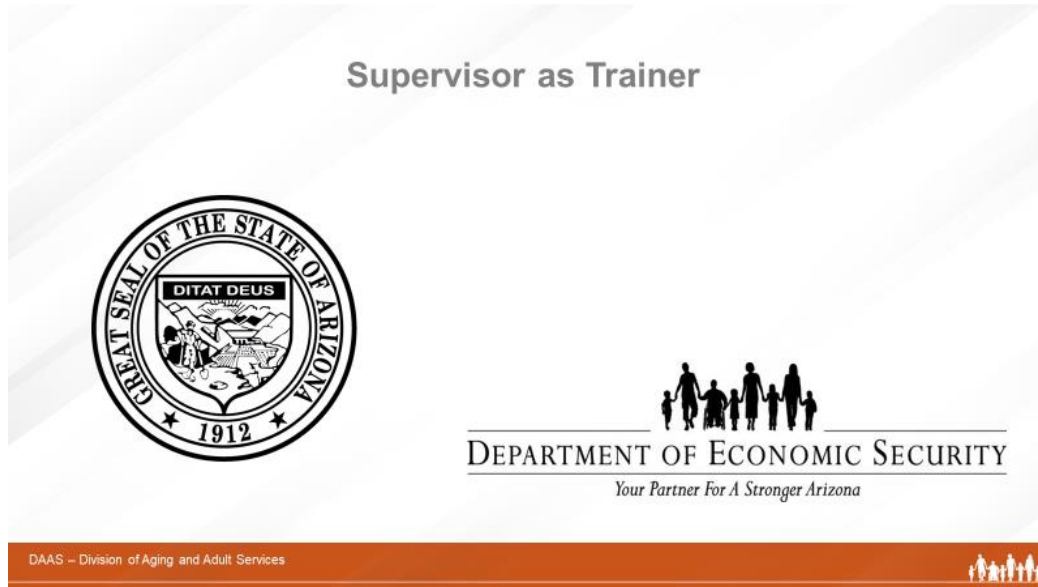 Supervisor as Trainer
GREAT SEAL OF THE STATE OF ARIZONA
DITAT DEUS
1912
DEPARTMENT OF ECONOMIC SECURITY
Your Partner For A Stronger Arizona
DAAS – Division of Aging and Adult Services